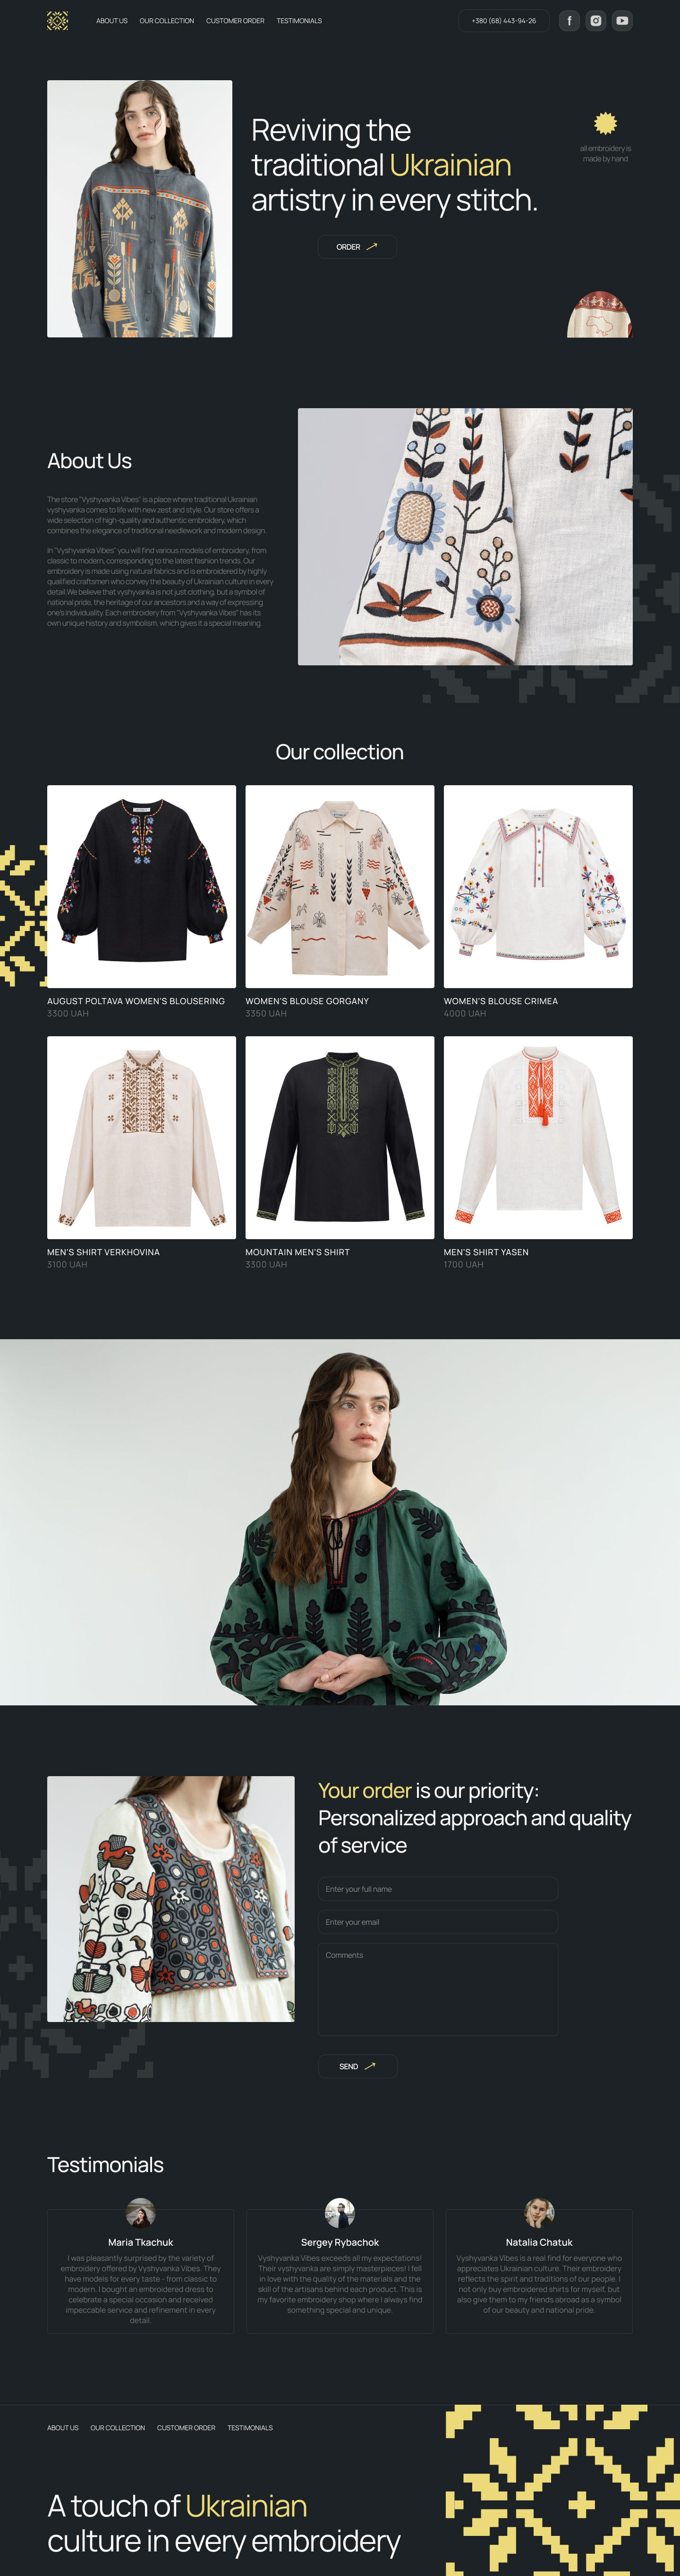 ABOUT US
OUR COLLECTION
CUSTOMER ORDER
TESTIMONIALS
+380 (68) 443-94-26
Reviving the
traditional Ukrainian
artistry in every stitch.
all embroidery is
made by hand
ORDER
About Us
The store "Vyshyvanka Vibes" is a place where traditional Ukrainian
vyshyvanka comes to life with new zest and style. Our store offers a
wide selection of high-quality and authentic embroidery, which
combines the elegance of traditional needlework and modern design.
In "Vyshyvanka Vibes" you will find various models of embroidery, from
classic to modern, corresponding to the latest fashion trends. Our
embroidery is made using natural fabrics and is embroidered by highly
qualified craftsmen who convey the beauty of Ukrainian culture in every
detail.We believe that vyshyvanka is not just clothing, but a symbol of
national pride, the heritage of our ancestors and a way of expressing
one's individuality. Each embroidery from "Vyshyvanka Vibes" has its
own unique history and symbolism, which gives it a special meaning.
Our collection
AUGUST POLTAVA WOMEN'S BLOUSERING
3300 UAH
WOMEN'S BLOUSE GORGANY
3350 UAH
WOMEN'S BLOUSE CRIMEA
4000 UAH
MEN'S SHIRT VERKHOVINA
3100 UAH
MOUNTAIN MEN'S SHIRT
3300 UAH
MEN'S SHIRT YASEN
1700 UAH
Your order is our priority:
Personalized approach and quality
of service
Enter your full name
Enter your email
Comments
SEND
Testimonials
Maria Tkachuk
I was pleasantly surprised by the variety of
embroidery offered by Vyshyvanka Vibes. They
have models for every taste - from classic to
modern. I bought an embroidered dress to
celebrate a special occasion and received
impeccable service and refinement in every
detail.
Sergey Rybachok
Vyshyvanka Vibes exceeds all my expectations!
Their vyshyvanka are simply masterpieces! I fell
in love with the quality of the materials and the
skill of the artisans behind each product. This is
my favorite embroidery shop where I always find
something special and unique.
Natalia Chatuk
Vyshyvanka Vibes is a real find for everyone who
appreciates Ukrainian culture. Their embroidery
reflects the spirit and traditions of our people. I
not only buy embroidered shirts for myself, but
also give them to my friends abroad as a symbol
of our beauty and national pride.
ABOUT US
OUR COLLECTION
CUSTOMER ORDER
TESTIMONIALS
A touch of Ukrainian
culture in every embroidery